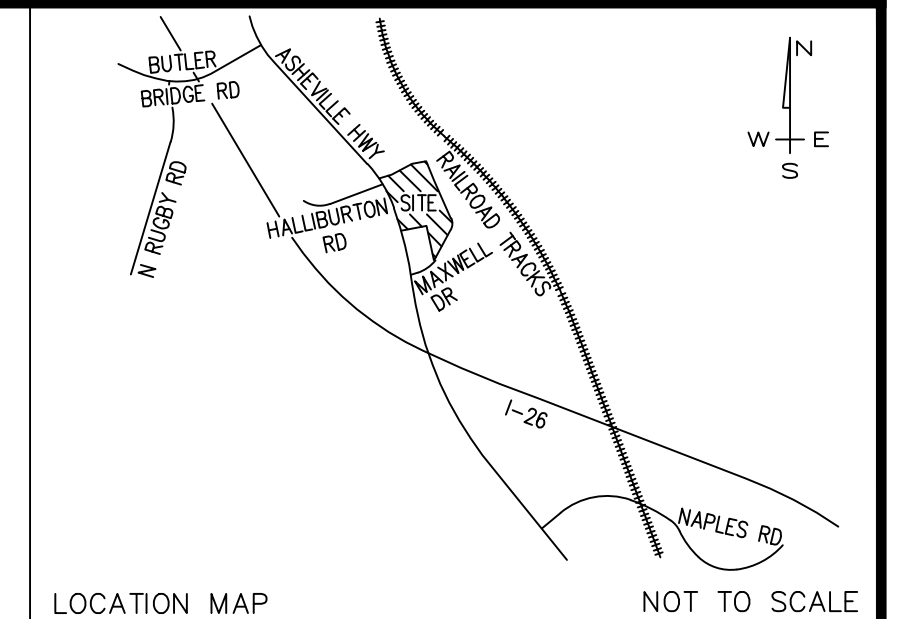 BUTLER
BRIDGE RD
ASHEVILLE HWY
N
W E
S
N RUGBY RD
RAILROAD TRACKS
SITE
HALLIBURTON
RD
MAXWELL
DR
I-26
NAPLES RD
LOCATION MAP
NOT TO SCALE